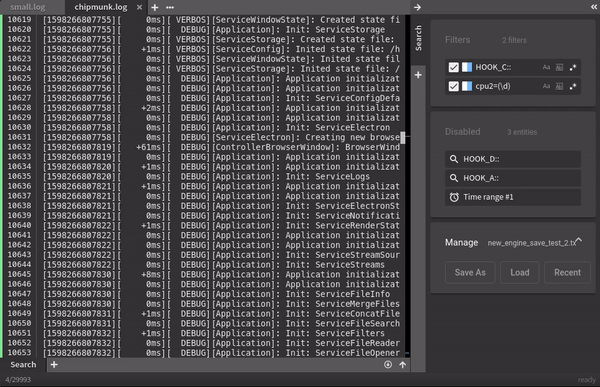 small.log chipmunk.log
10619 [1598266807755][ 0ms][ VERBOS][ServiceWindowState]: Created state fi
10620 [1598266807755][ 0ms][ DEBUG][Application]: Init: ServiceStorage
10621 [1598266807755][ 0ms][ VERBOS][ServiceStorage]: Created state file:
10622 [1598266807756][ +1ms][ VERBOS][ServiceConfig]: Inited state file: /h
10623 [1598266807756][ 0ms][ VERBOS][ServiceWindowState]: Inited state f
10624 [1598266807756][ 0ms][ VERBOS][ServiceStorage]: Inited state file: /
10625 [1598266807756][ 0ms][ DEBUG][Application]: Application initializat
10626 [1598266807756][ 0ms][ DEBUG][Application]: Application initializat
10627 [1598266807756][ 0ms][ DEBUG][Application]: Init: ServiceConfigDefa
10628 [1598266807758][ +2ms][ DEBUG][Application]: Application initializat
10629 [1598266807758][ 0ms][ DEBUG][Application]: Application initializat
10630 [1598266807758][ 0ms][ DEBUG][Application]: Init: ServiceElectron
10631 [1598266807758][ 0ms][ DEBUG][ServiceElectron]: Creating new browse
10632 [1598266807819][ +61ms][ DEBUG][ControllerBrowserWindow]: BrowserWind
10633 [1598266807819][ 0ms][ DEBUG][Application]: Application initializat
10634 [1598266807820][ +1ms][ DEBUG][Application]: Application initializat
10635 [1598266807820][ 0ms][ DEBUG][Application]: Init: ServiceLogs
10636 [1598266807821][ +1ms][ DEBUG][Application]: Application initializat
10637 [1598266807821][ 0ms][ DEBUG][Application]: Application initializat
10638 [1598266807821][ 0ms][ DEBUG][Application]: Init: ServiceElectronSt
10639 [1598266807821][ 0ms][ DEBUG][Application]: Init: ServiceNotificati
10640 [1598266807822][ +1ms][ DEBUG][Application]: Init: ServiceRenderStat
10641 [1598266807822][ 0ms][ DEBUG][Application]: Application initializat
10642 [1598266807822][ 0ms][ DEBUG][Application]: Application initializat
10643 [1598266807822][ 0ms][ DEBUG][Application]: Init: ServiceStreamSour
10644 [1598266807822][ 0ms][ DEBUG][Application]: Init: ServiceStreams
10645 [1598266807830][ +8ms][ DEBUG][Application]: Application initializat
10646 [1598266807830][ 0ms][ DEBUG][Application]: Application initializat
10647 [1598266807830][ 0ms][ DEBUG][Application]: Init: ServiceFileInfo
10648 [1598266807830][ 0ms][ DEBUG][Application]: Init: ServiceMergeFiles
10649 [1598266807831][ +1ms][ DEBUG][Application]: Init: ServiceConcatFile
10650 [1598266807831][ 0ms][ DEBUG][Application]: Init: ServiceFileSearch
10651 [1598266807832][ +1ms][ DEBUG][Application]: Init: ServiceFilters
10652 [1598266807832][ 0ms][ DEBUG][Application]: Init: ServiceFileReader
10653 [1598266807832][ 0ms][ DEBUG][Application]: Init: ServiceFileOpener
Search
4/29993
Search
Filters 2 filters
HOOK_C:: Aa
cpu2=(\d) Aa
Disabled 3 entities
HOOK_D::
HOOK_A::
Time range #1
Manage new_engine_save_test_2.tx
Save As Load Recent
ready